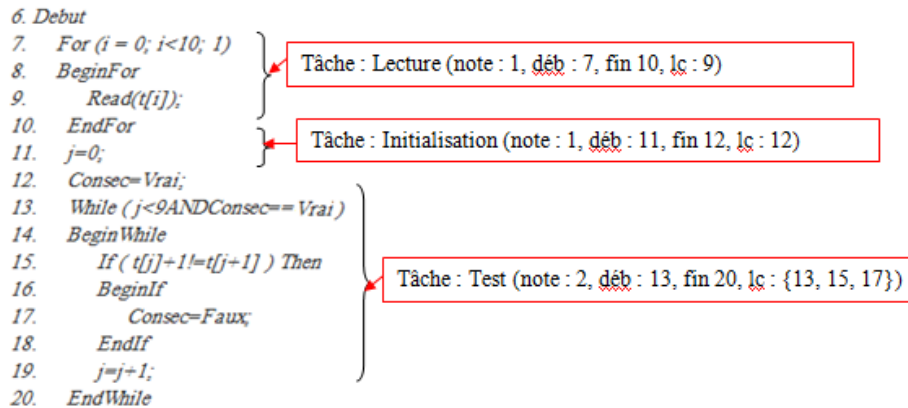 6. Debut
7. For (i = 0; i<10; 1)
8. BeginFor
9. Read(t[i]);
10. EndFor
11. j=0;
12. Consec=Vrai;
13. While ( j<9ANDConsec==Vrai )
14. BeginWhile
15. If ( t[j]+1!=t[j+1] ) Then
16. BeginIf
17. Consec=Faux;
18. EndIf
19. j=j+1;
20. EndWhile
Tâche : Lecture (note : 1, déb : 7, fin 10, lc : 9)
Tâche : Initialisation (note : 1, déb : 11, fin 12, lc : 12)
Tâche : Test (note : 2, déb : 13, fin 20, lc : {13, 15, 17})